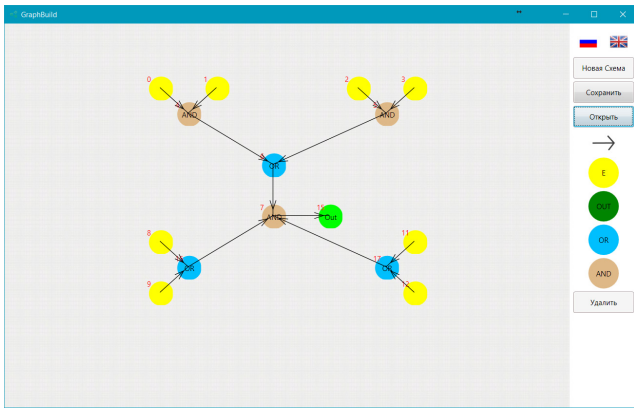 GraphBuild
Новая Схема
Сохранить
Открыть
E
OUT
OR
AND
Удалить
0
1
2
3
AND
AND
OR
7
15
AND
Out
8
11
OR
OR
9
12